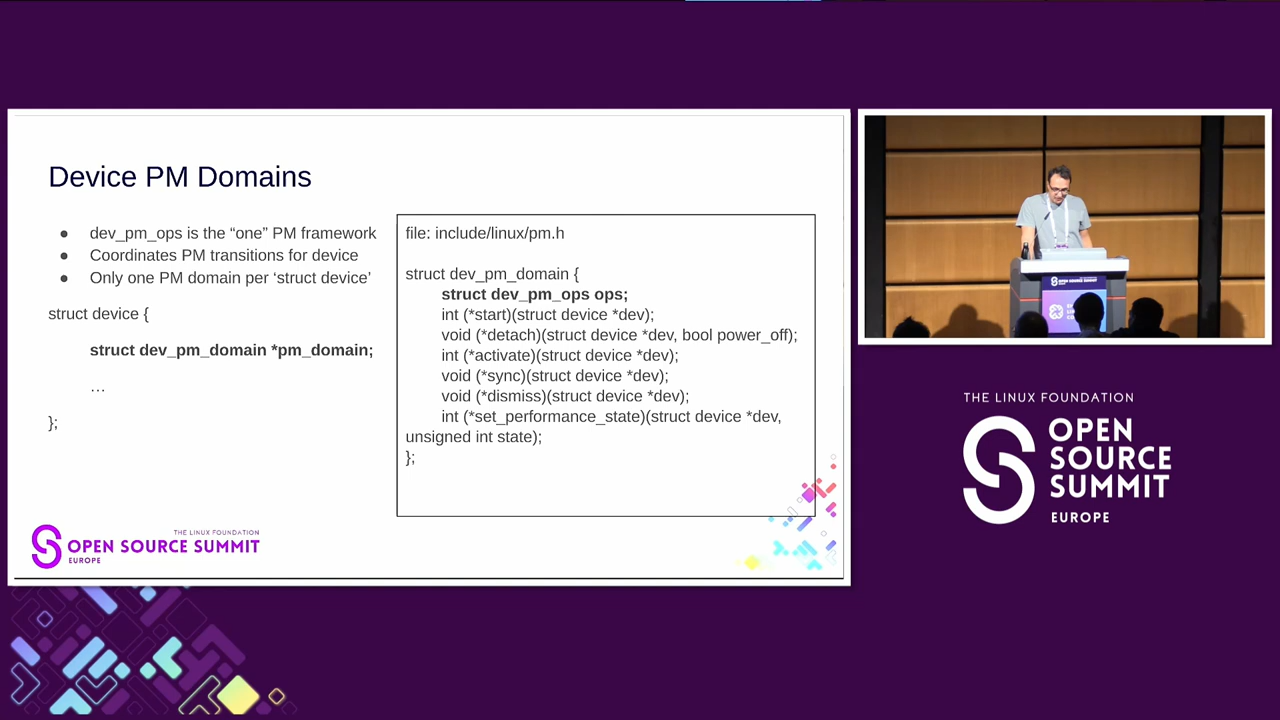 Device PM Domains
● dev_pm_ops is the “one” PM framework
● Coordinates PM transitions for device
● Only one PM domain per ‘struct device’
struct device {
struct dev_pm_domain *pm_domain;
…
};
file: include/linux/pm.h
struct dev_pm_domain {
struct dev_pm_ops ops;
int (*start)(struct device *dev);
void (*detach)(struct device *dev, bool power_off);
int (*activate)(struct device *dev);
void (*sync)(struct device *dev);
void (*dismiss)(struct device *dev);
int (*set_performance_state)(struct device *dev,
unsigned int state);
};
THE LINUX FOUNDATION
OPEN SOURCE SUMMIT
EUROPE
OPEN SOURCE SUMMIT
THE LINUX FOUNDATION
OPEN
SOURCE
SUMMIT
EUROPE